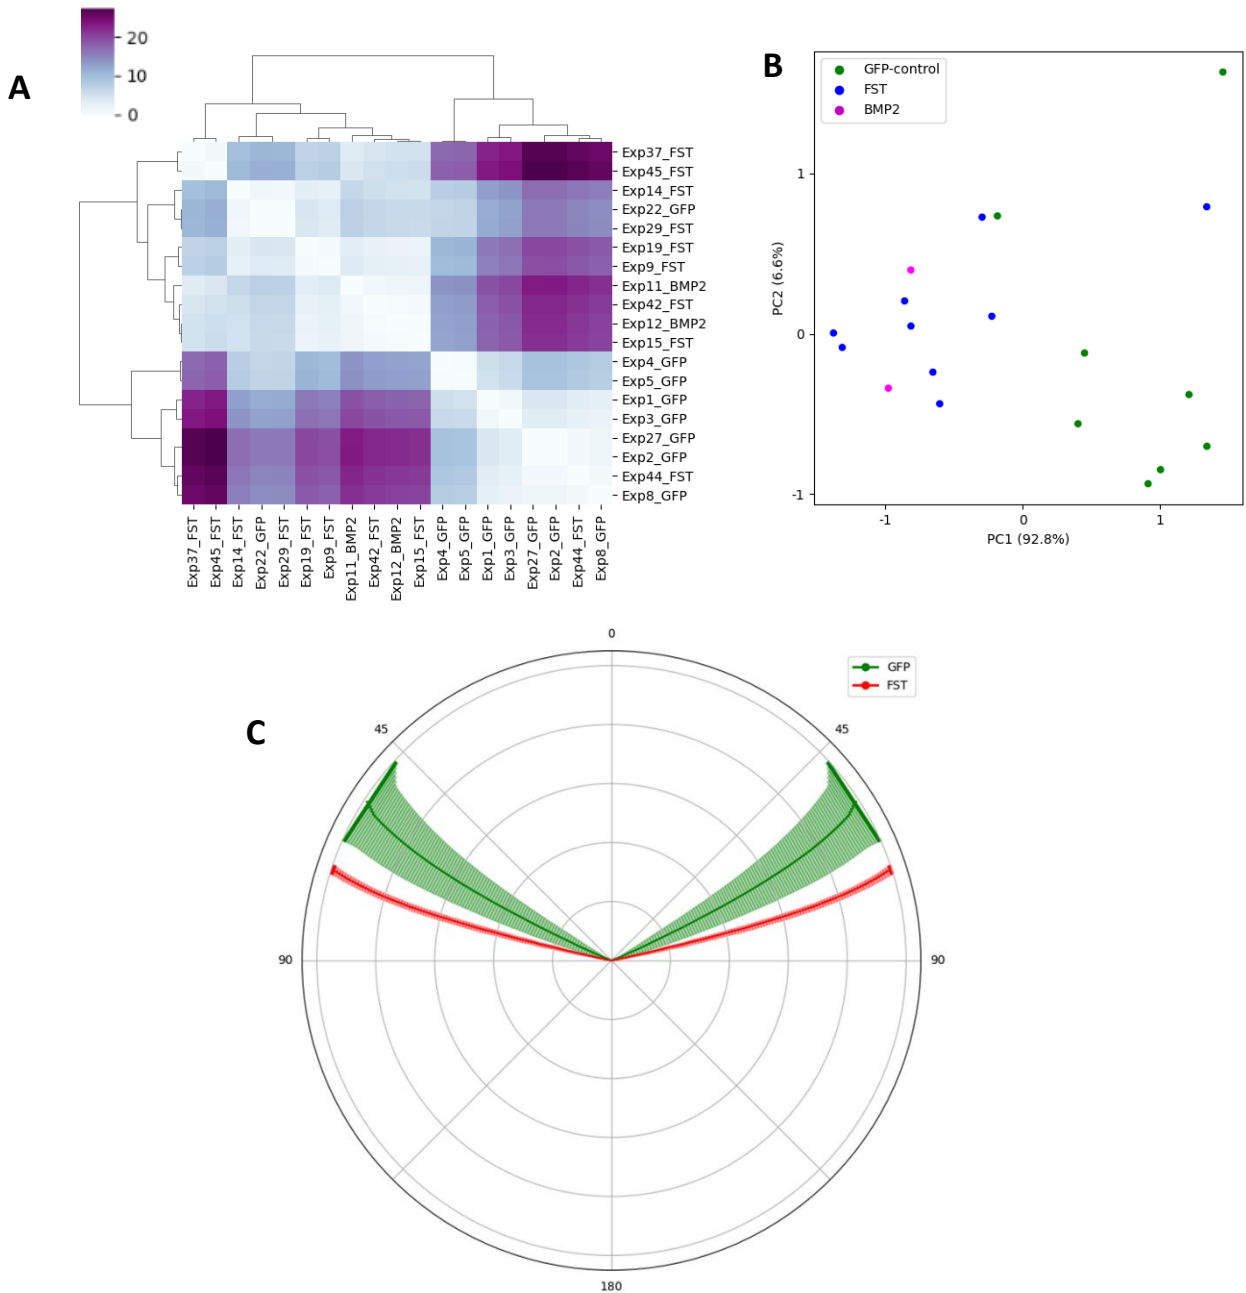 A
20
10
0
Exp37_FST
Exp45_FST
Exp14_FST
Exp22_GFP
Exp29_FST
Exp19_FST
Exp9_FST
Exp11_BMP2
Exp42_FST
Exp12_BMP2
Exp15_FST
Exp4_GFP
Exp5_GFP
Exp1_GFP
Exp3_GFP
Exp27_GFP
Exp2_GFP
Exp44_FST
Exp8_GFP
Exp37_FST
Exp45_FST
Exp14_FST
Exp22_GFP
Exp29_FST
Exp19_FST
Exp9_FST
Exp11_BMP2
Exp42_FST
Exp12_BMP2
Exp15_FST
Exp4_GFP
Exp5_GFP
Exp1_GFP
Exp3_GFP
Exp27_GFP
Exp2_GFP
Exp44_FST
Exp8_GFP
B
GFP-control
FST
BMP2
PC2 (6.6%)
1
0
-1
-1 0 1
PC1 (92.8%)
C
0
GFP
FST
45 45
90 90
180